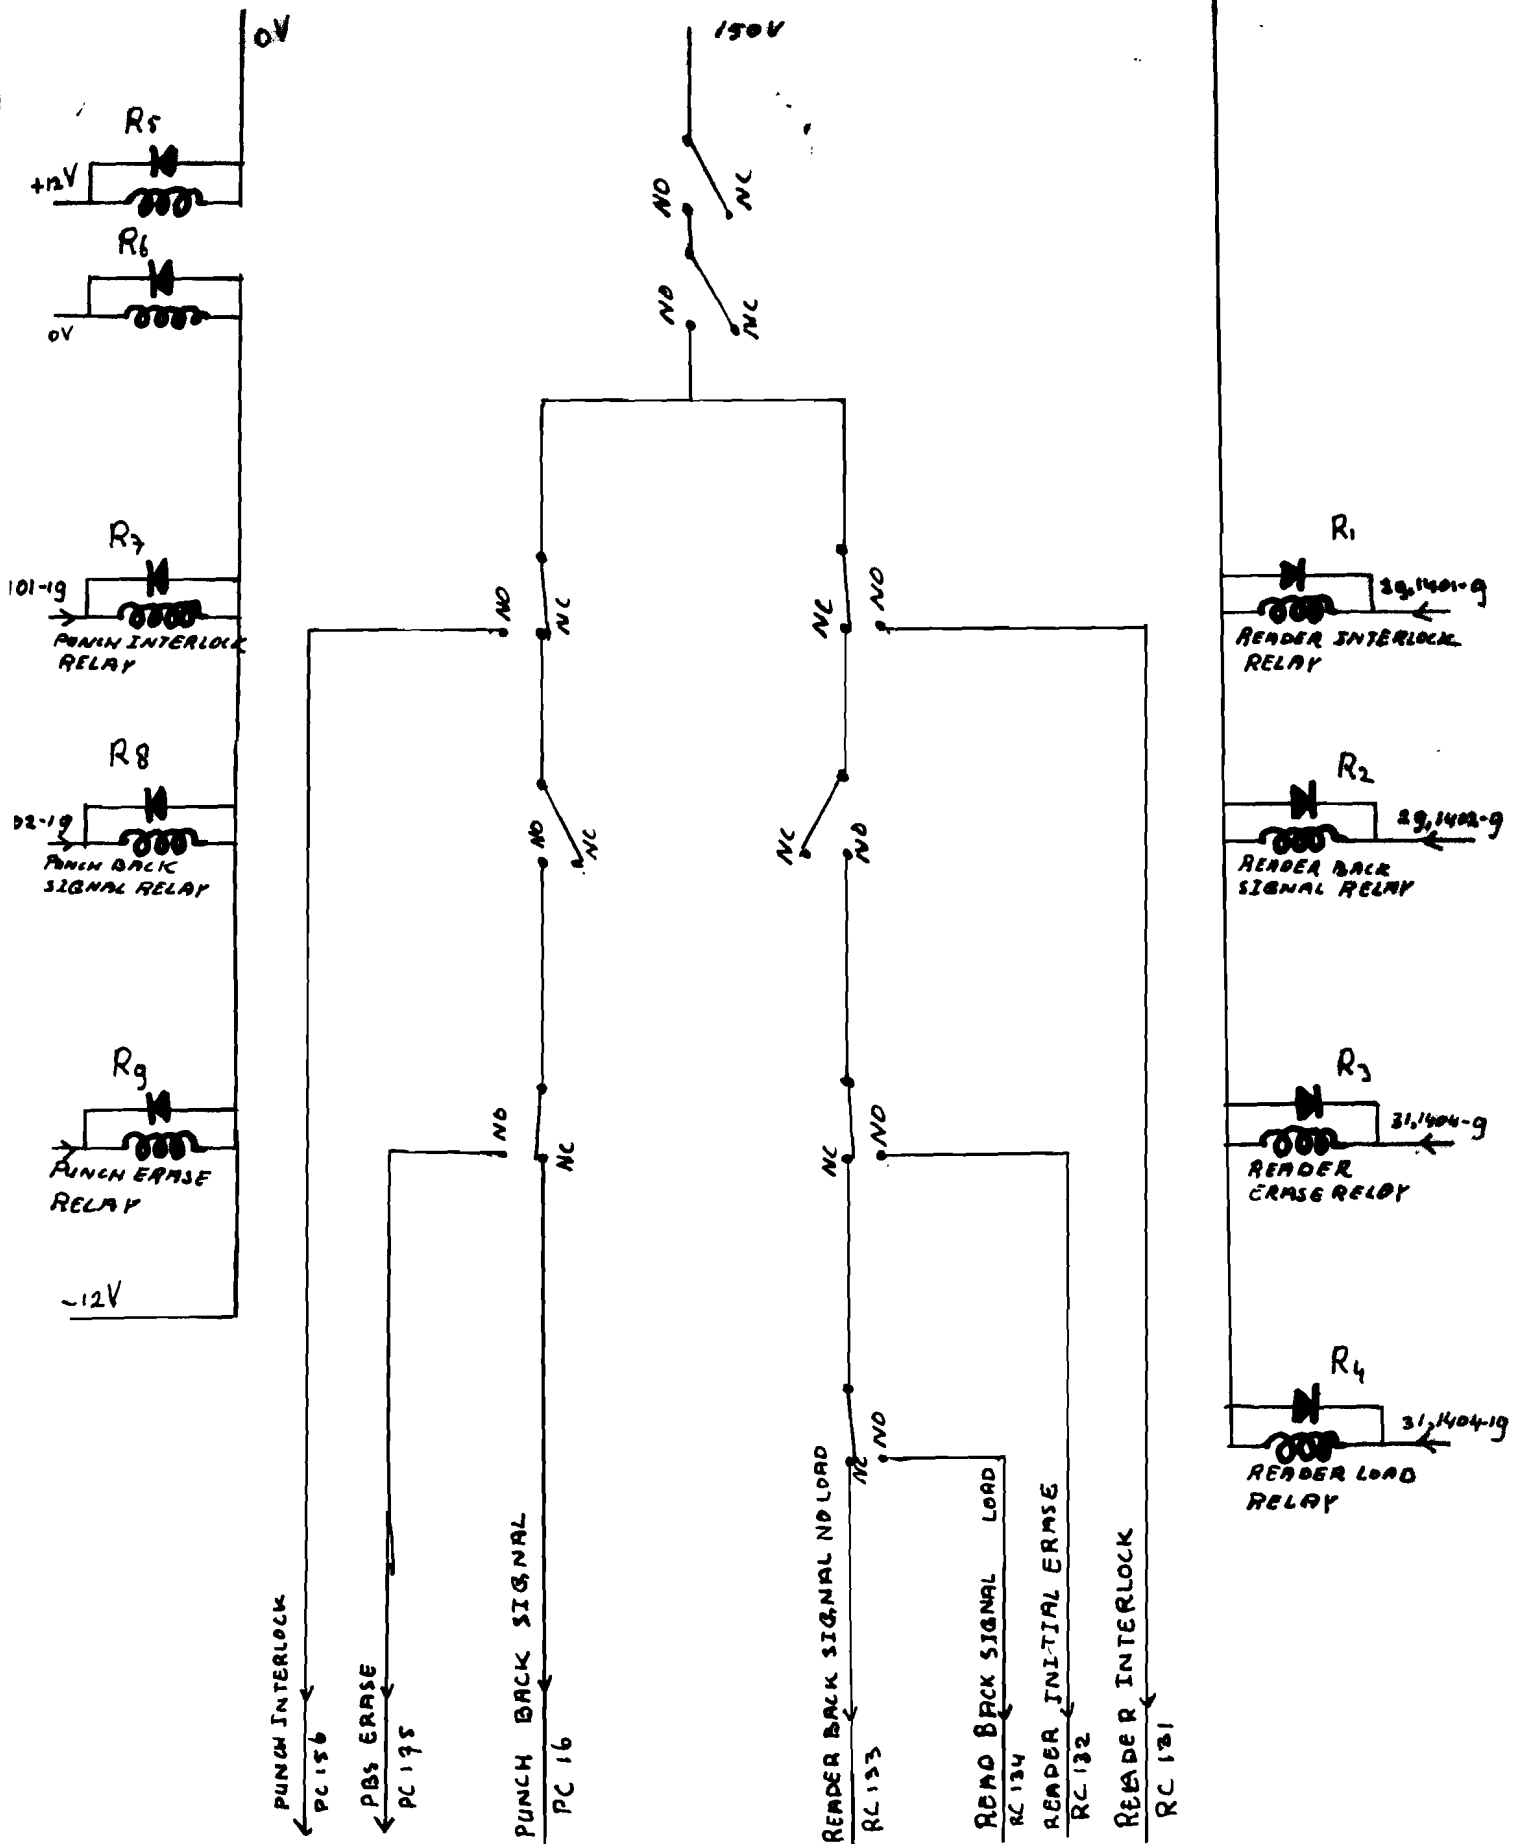 0V
150V
R5
+12V
NO
NC
R6
0V
NO
NC
R7
101-19
PUNCH INTERLOCK
RELAY
NO
NC
NC
NO
R1
29,1401-9
READER INTERLOCK
RELAY
R8
02-19
PUNCH BACK
SIGNAL RELAY
NO
NC
NC
NO
R2
29,1402-9
READER BACK
SIGNAL RELAY
R9
PUNCH ERASE
RELAY
NO
NC
NC
NO
R3
31,1404-9
READER
ERASE RELAY
-12V
R4
31,1404-19
READER LOAD
RELAY
NC
NO
PUNCH INTERLOCK
PC 156
PBS ERASE
PC 175
PUNCH BACK SIGNAL
PC 16
READER BACK SIGNAL NO LOAD
RC 133
READ BACK SIGNAL LOAD
RC 134
READER INITIAL ERASE
RC 132
READER INTERLOCK
RC 131